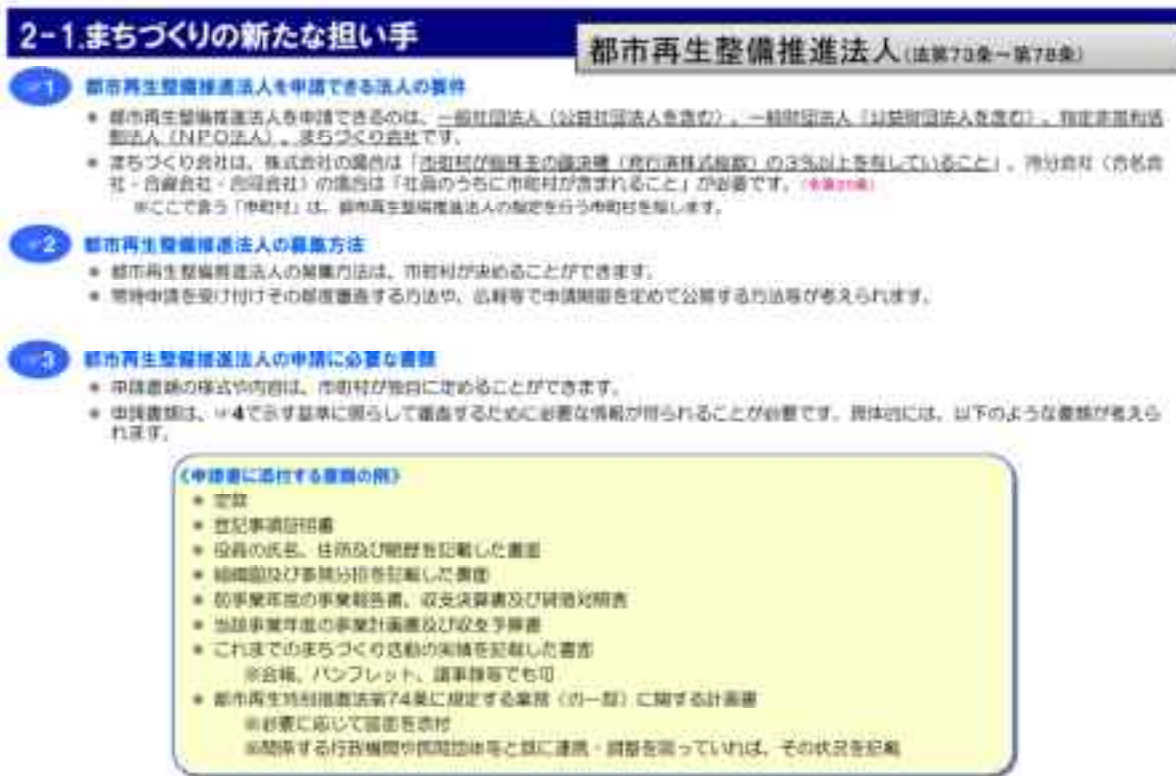 2-1.まちづくりの新たな担い手
都市再生整備推進法人(法第73条～第78条)
☞1 都市再生整備推進法人を申請できる法人の要件
● 都市再生整備推進法人を申請できるのは、一般社団法人（公益社団法人を含む）、一般財団法人（公益財団法人を含む）、特定非営利活
動法人（NPO法人）、まちづくり会社です。
● まちづくり会社は、株式会社の場合は「市町村が総株主の議決権（発行済株式総数）の3％以上を有していること」、持分会社（合名会
社・合資会社・合同会社）の場合は「社員のうちに市町村が含まれること」が必要です。
※ここで言う「市町村」は、都市再生整備推進法人の指定を行う市町村を指します。
☞2 都市再生整備推進法人の募集方法
● 都市再生整備推進法人の募集方法は、市町村が決めることができます。
● 常時申請を受け付けその都度審査する方法や、広報等で申請期限を定めて公募する方法等が考えられます。
☞3 都市再生整備推進法人の申請に必要な書類
● 申請書類の様式や内容は、市町村が独自に定めることができます。
● 申請書類は、☞4で示す基準に照らして審査するために必要な情報が得られることが必要です。具体的には、以下のような書類が考えら
れます。
《申請書に添付する書類の例》
● 定款
● 登記事項証明書
● 役員の氏名、住所及び略歴を記載した書面
● 組織図及び事務分担を記載した書面
● 前事業年度の事業報告書、収支決算書及び貸借対照表
● 当該事業年度の事業計画書及び収支予算書
● これまでのまちづくり活動の実績を記載した書面
※会報、パンフレット、議事録等でも可
● 都市再生特別措置法第74条に規定する業務（の一部）に関する計画書
※必要に応じて図面を添付
※関係する行政機関や民間団体等と既に連携・調整を図っていれば、その状況を記載